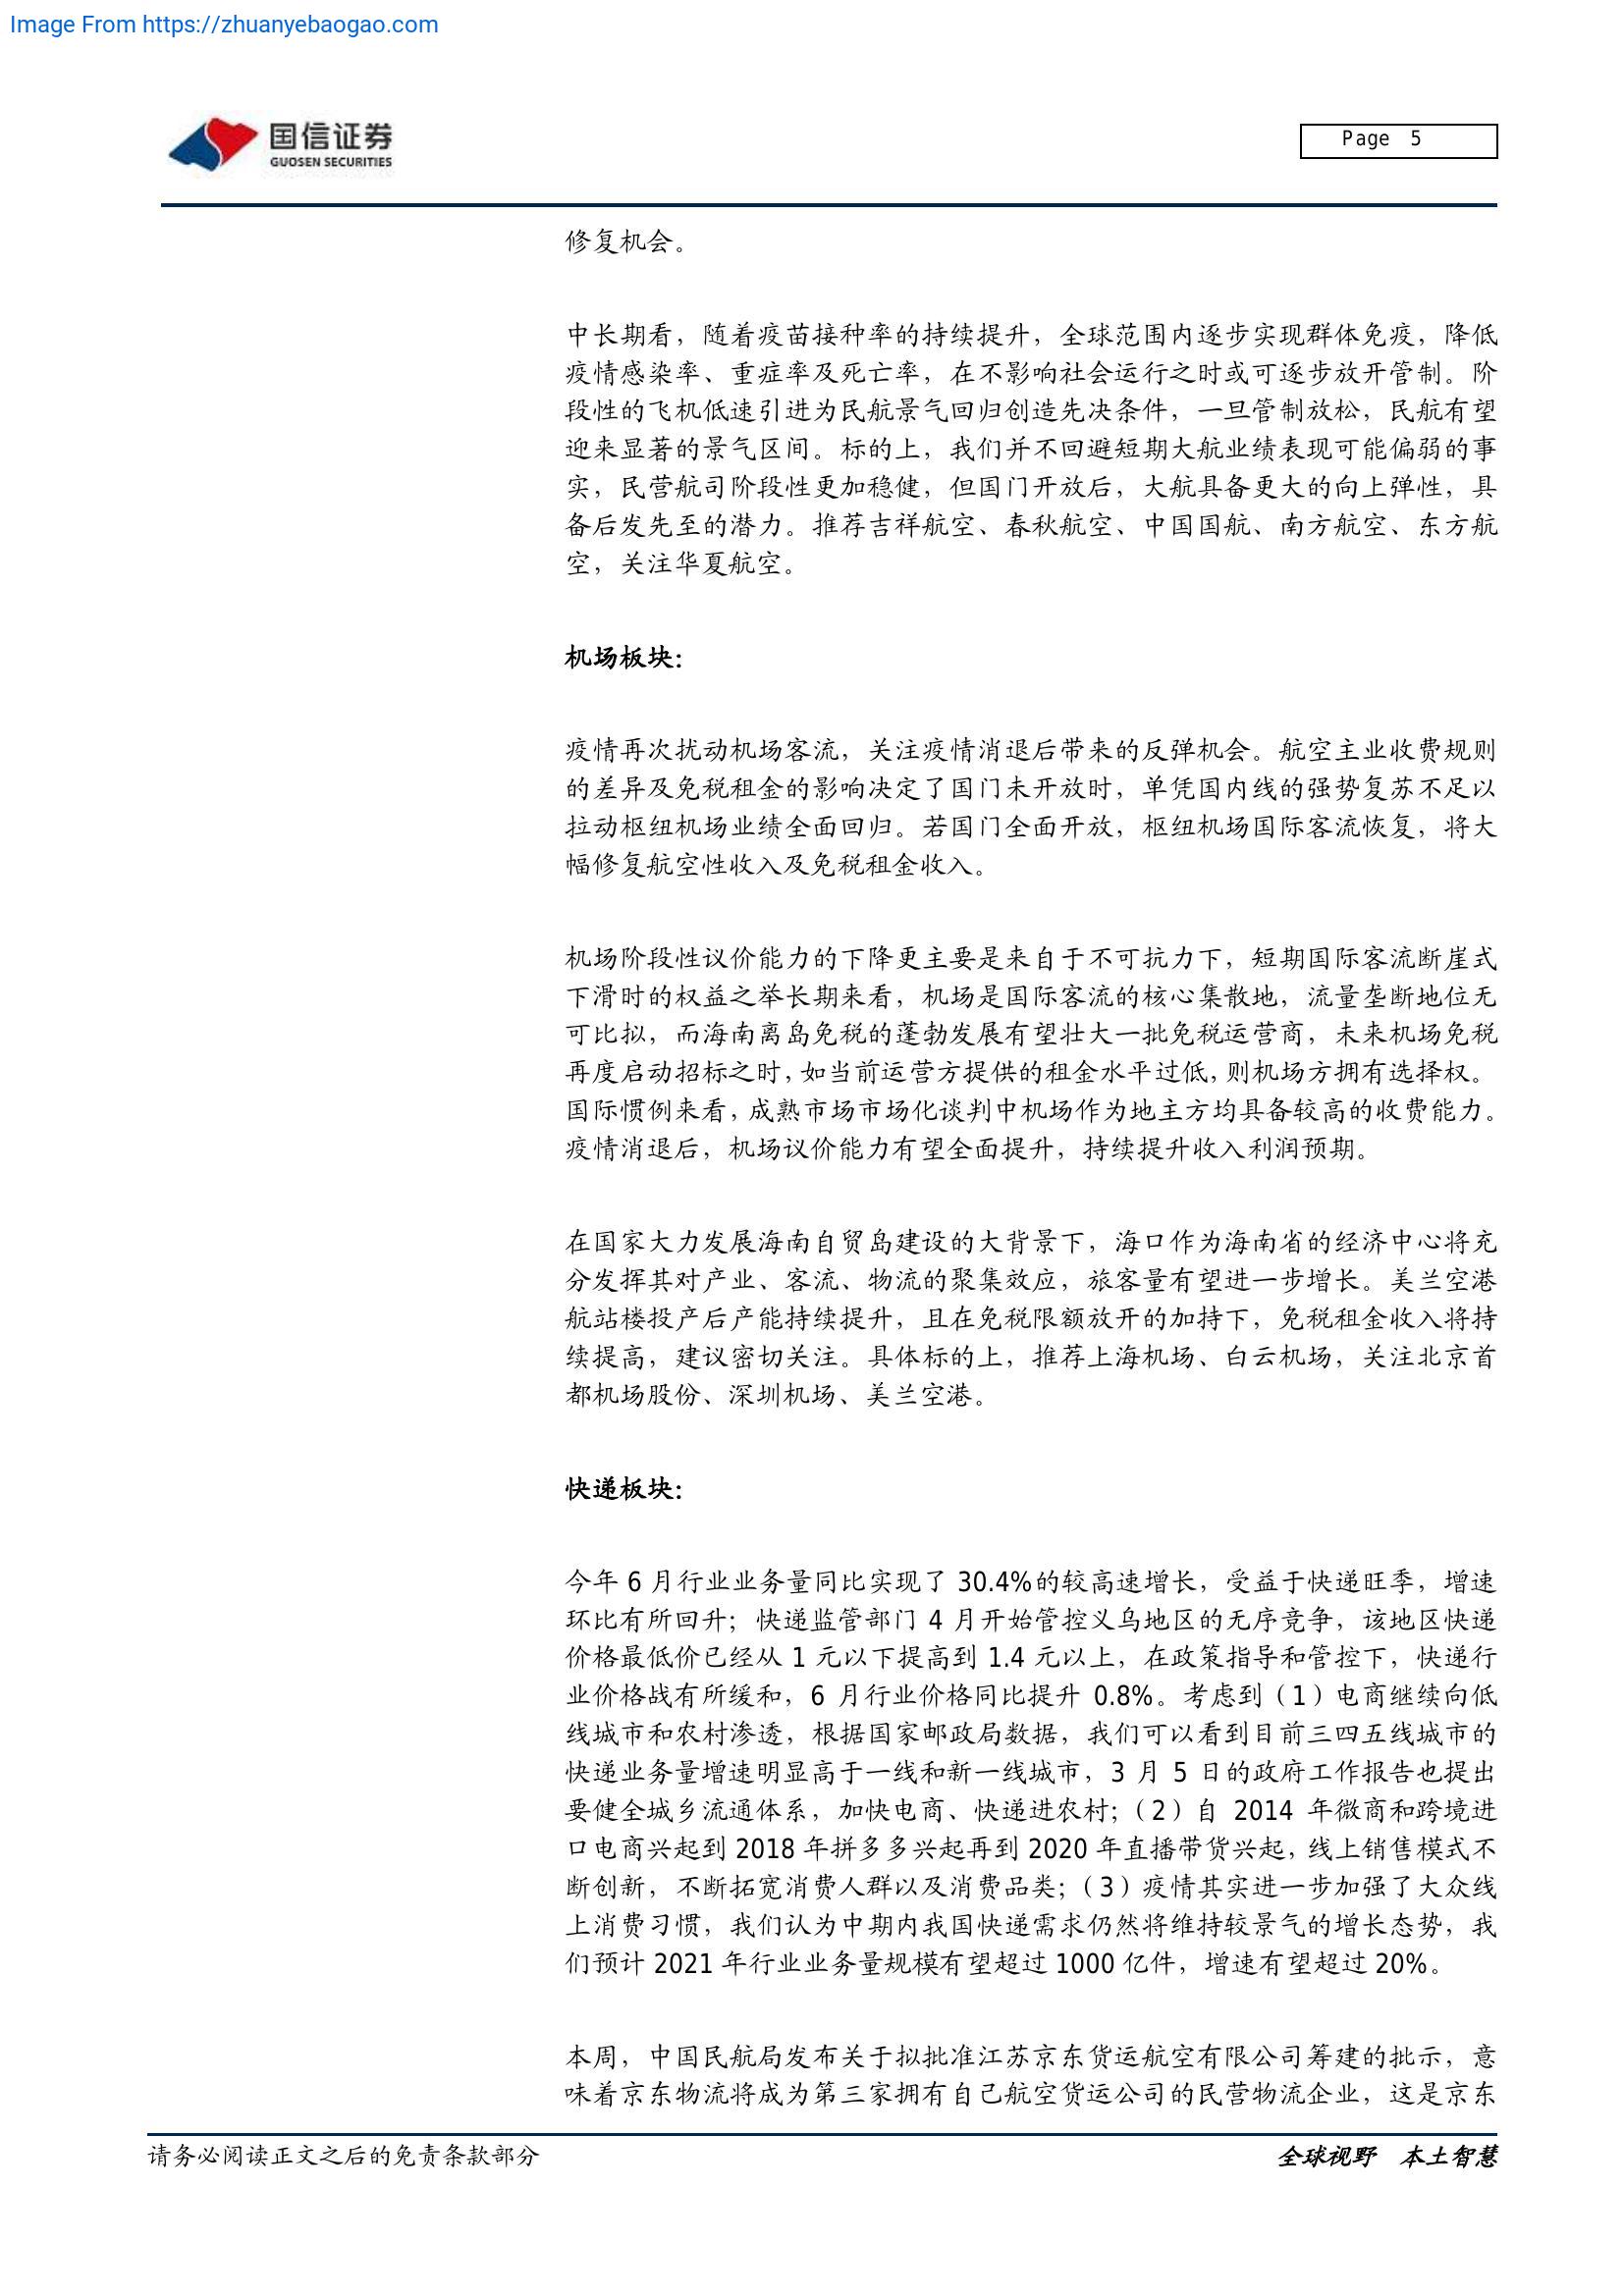 Image From https://zhuanyebaogao.com
国信证券
GUOSEN SECURITIES
Page 5
修复机会。
中长期看，随着疫苗接种率的持续提升，全球范围内逐步实现群体免疫，降低
疫情感染率、重症率及死亡率，在不影响社会运行之时或可逐步放开管制。阶
段性的飞机低速引进为民航景气回归创造先决条件，一旦管制放松，民航有望
迎来显著的景气区间。标的上，我们并不回避短期大航业绩表现可能偏弱的事
实，民营航司阶段性更加稳健，但国门开放后，大航具备更大的向上弹性，具
备后发先至的潜力。推荐吉祥航空、春秋航空、中国国航、南方航空、东方航
空，关注华夏航空。
机场板块：
疫情再次扰动机场客流，关注疫情消退后带来的反弹机会。航空主业收费规则
的差异及免税租金的影响决定了国门未开放时，单凭国内线的强势复苏不足以
拉动枢纽机场业绩全面回归。若国门全面开放，枢纽机场国际客流恢复，将大
幅修复航空性收入及免税租金收入。
机场阶段性议价能力的下降更主要是来自于不可抗力下，短期国际客流断崖式
下滑时的权益之举长期来看，机场是国际客流的核心集散地，流量垄断地位无
可比拟，而海南离岛免税的蓬勃发展有望壮大一批免税运营商，未来机场免税
再度启动招标之时，如当前运营方提供的租金水平过低，则机场方拥有选择权。
国际惯例来看，成熟市场市场化谈判中机场作为地主方均具备较高的收费能力。
疫情消退后，机场议价能力有望全面提升，持续提升收入利润预期。
在国家大力发展海南自贸岛建设的大背景下，海口作为海南省的经济中心将充
分发挥其对产业、客流、物流的聚集效应，旅客量有望进一步增长。美兰空港
航站楼投产后产能持续提升，且在免税限额放开的加持下，免税租金收入将持
续提高，建议密切关注。具体标的上，推荐上海机场、白云机场，关注北京首
都机场股份、深圳机场、美兰空港。
快递板块：
今年 6 月行业业务量同比实现了 30.4%的较高速增长，受益于快递旺季，增速
环比有所回升；快递监管部门 4 月开始管控义乌地区的无序竞争，该地区快递
价格最低价已经从 1 元以下提高到 1.4 元以上，在政策指导和管控下，快递行
业价格战有所缓和，6 月行业价格同比提升 0.8%。考虑到（1）电商继续向低
线城市和农村渗透，根据国家邮政局数据，我们可以看到目前三四五线城市的
快递业务量增速明显高于一线和新一线城市，3 月 5 日的政府工作报告也提出
要健全城乡流通体系，加快电商、快递进农村；（2）自 2014 年微商和跨境进
口电商兴起到 2018 年拼多多兴起再到 2020 年直播带货兴起，线上销售模式不
断创新，不断拓宽消费人群以及消费品类；（3）疫情其实进一步加强了大众线
上消费习惯，我们认为中期内我国快递需求仍然将维持较景气的增长态势，我
们预计 2021 年行业业务量规模有望超过 1000 亿件，增速有望超过 20%。
本周，中国民航局发布关于拟批准江苏京东货运航空有限公司筹建的批示，意
味着京东物流将成为第三家拥有自己航空货运公司的民营物流企业，这是京东
请务必阅读正文之后的免责条款部分
全球视野 本土智慧